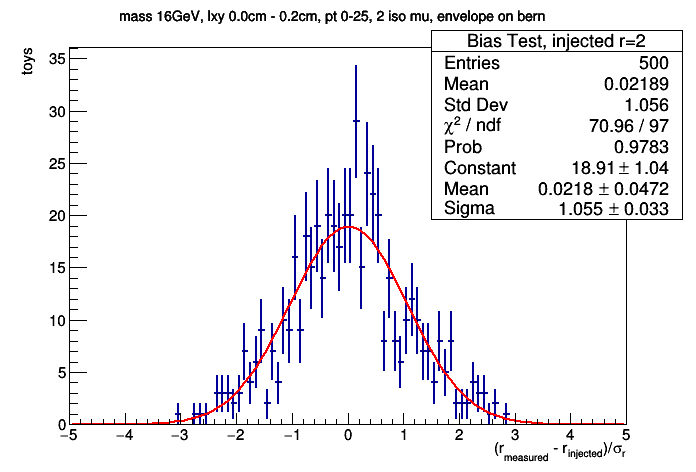 mass 16GeV, lxy 0.0cm - 0.2cm, pt 0-25, 2 iso mu, envelope on bern
Bias Test, injected r=2
Entries 500
Mean 0.02189
Std Dev 1.056
χ² / ndf 70.96 / 97
Prob 0.9783
Constant 18.91 ± 1.04
Mean 0.0218 ± 0.0472
Sigma 1.055 ± 0.033
toys
35
30
25
20
15
10
5
0
−5 −4 −3 −2 −1 0 1 2 3 4 5
(r_measured - r_injected)/σ_r